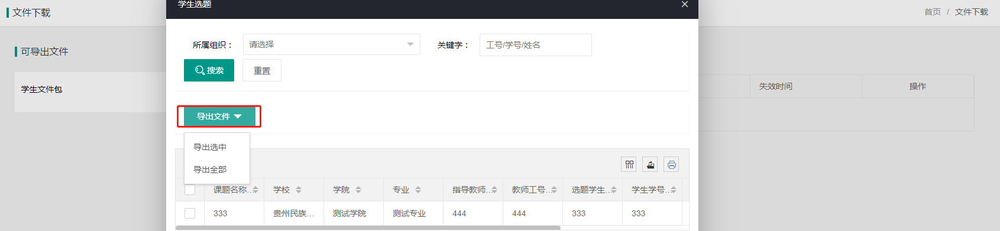 学生选题
文件下载
首页 / 文件下载
可导出文件
所属组织：
请选择
关键字：
工号/学号/姓名
搜索
重置
学生文件包
失效时间
操作
导出文件
导出选中
导出全部
课题名称... 学校 学院 专业 指导教师... 教师工号... 选题学生... 学生学号...
333 贵州民族... 测试学院 测试专业 444 444 333 333